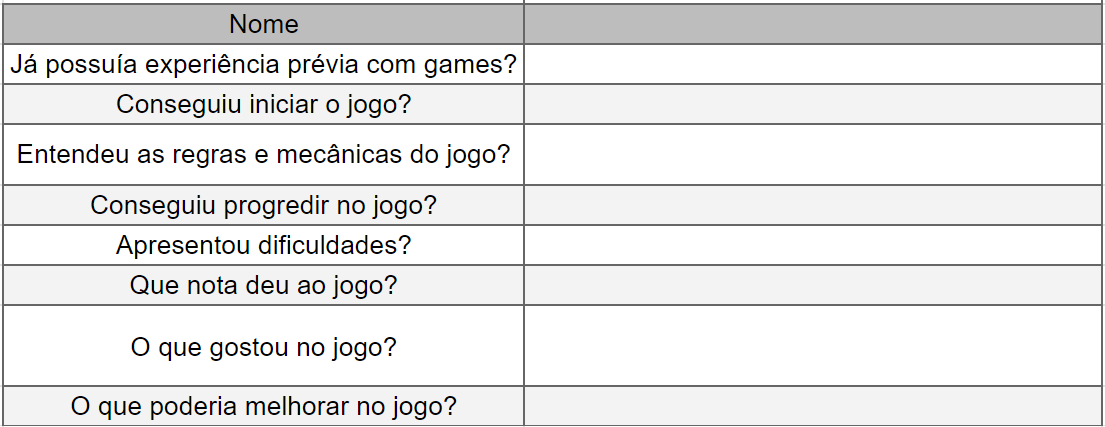 Nome
Já possuía experiência prévia com games?
Conseguiu iniciar o jogo?
Entendeu as regras e mecânicas do jogo?
Conseguiu progredir no jogo?
Apresentou dificuldades?
Que nota deu ao jogo?
O que gostou no jogo?
O que poderia melhorar no jogo?